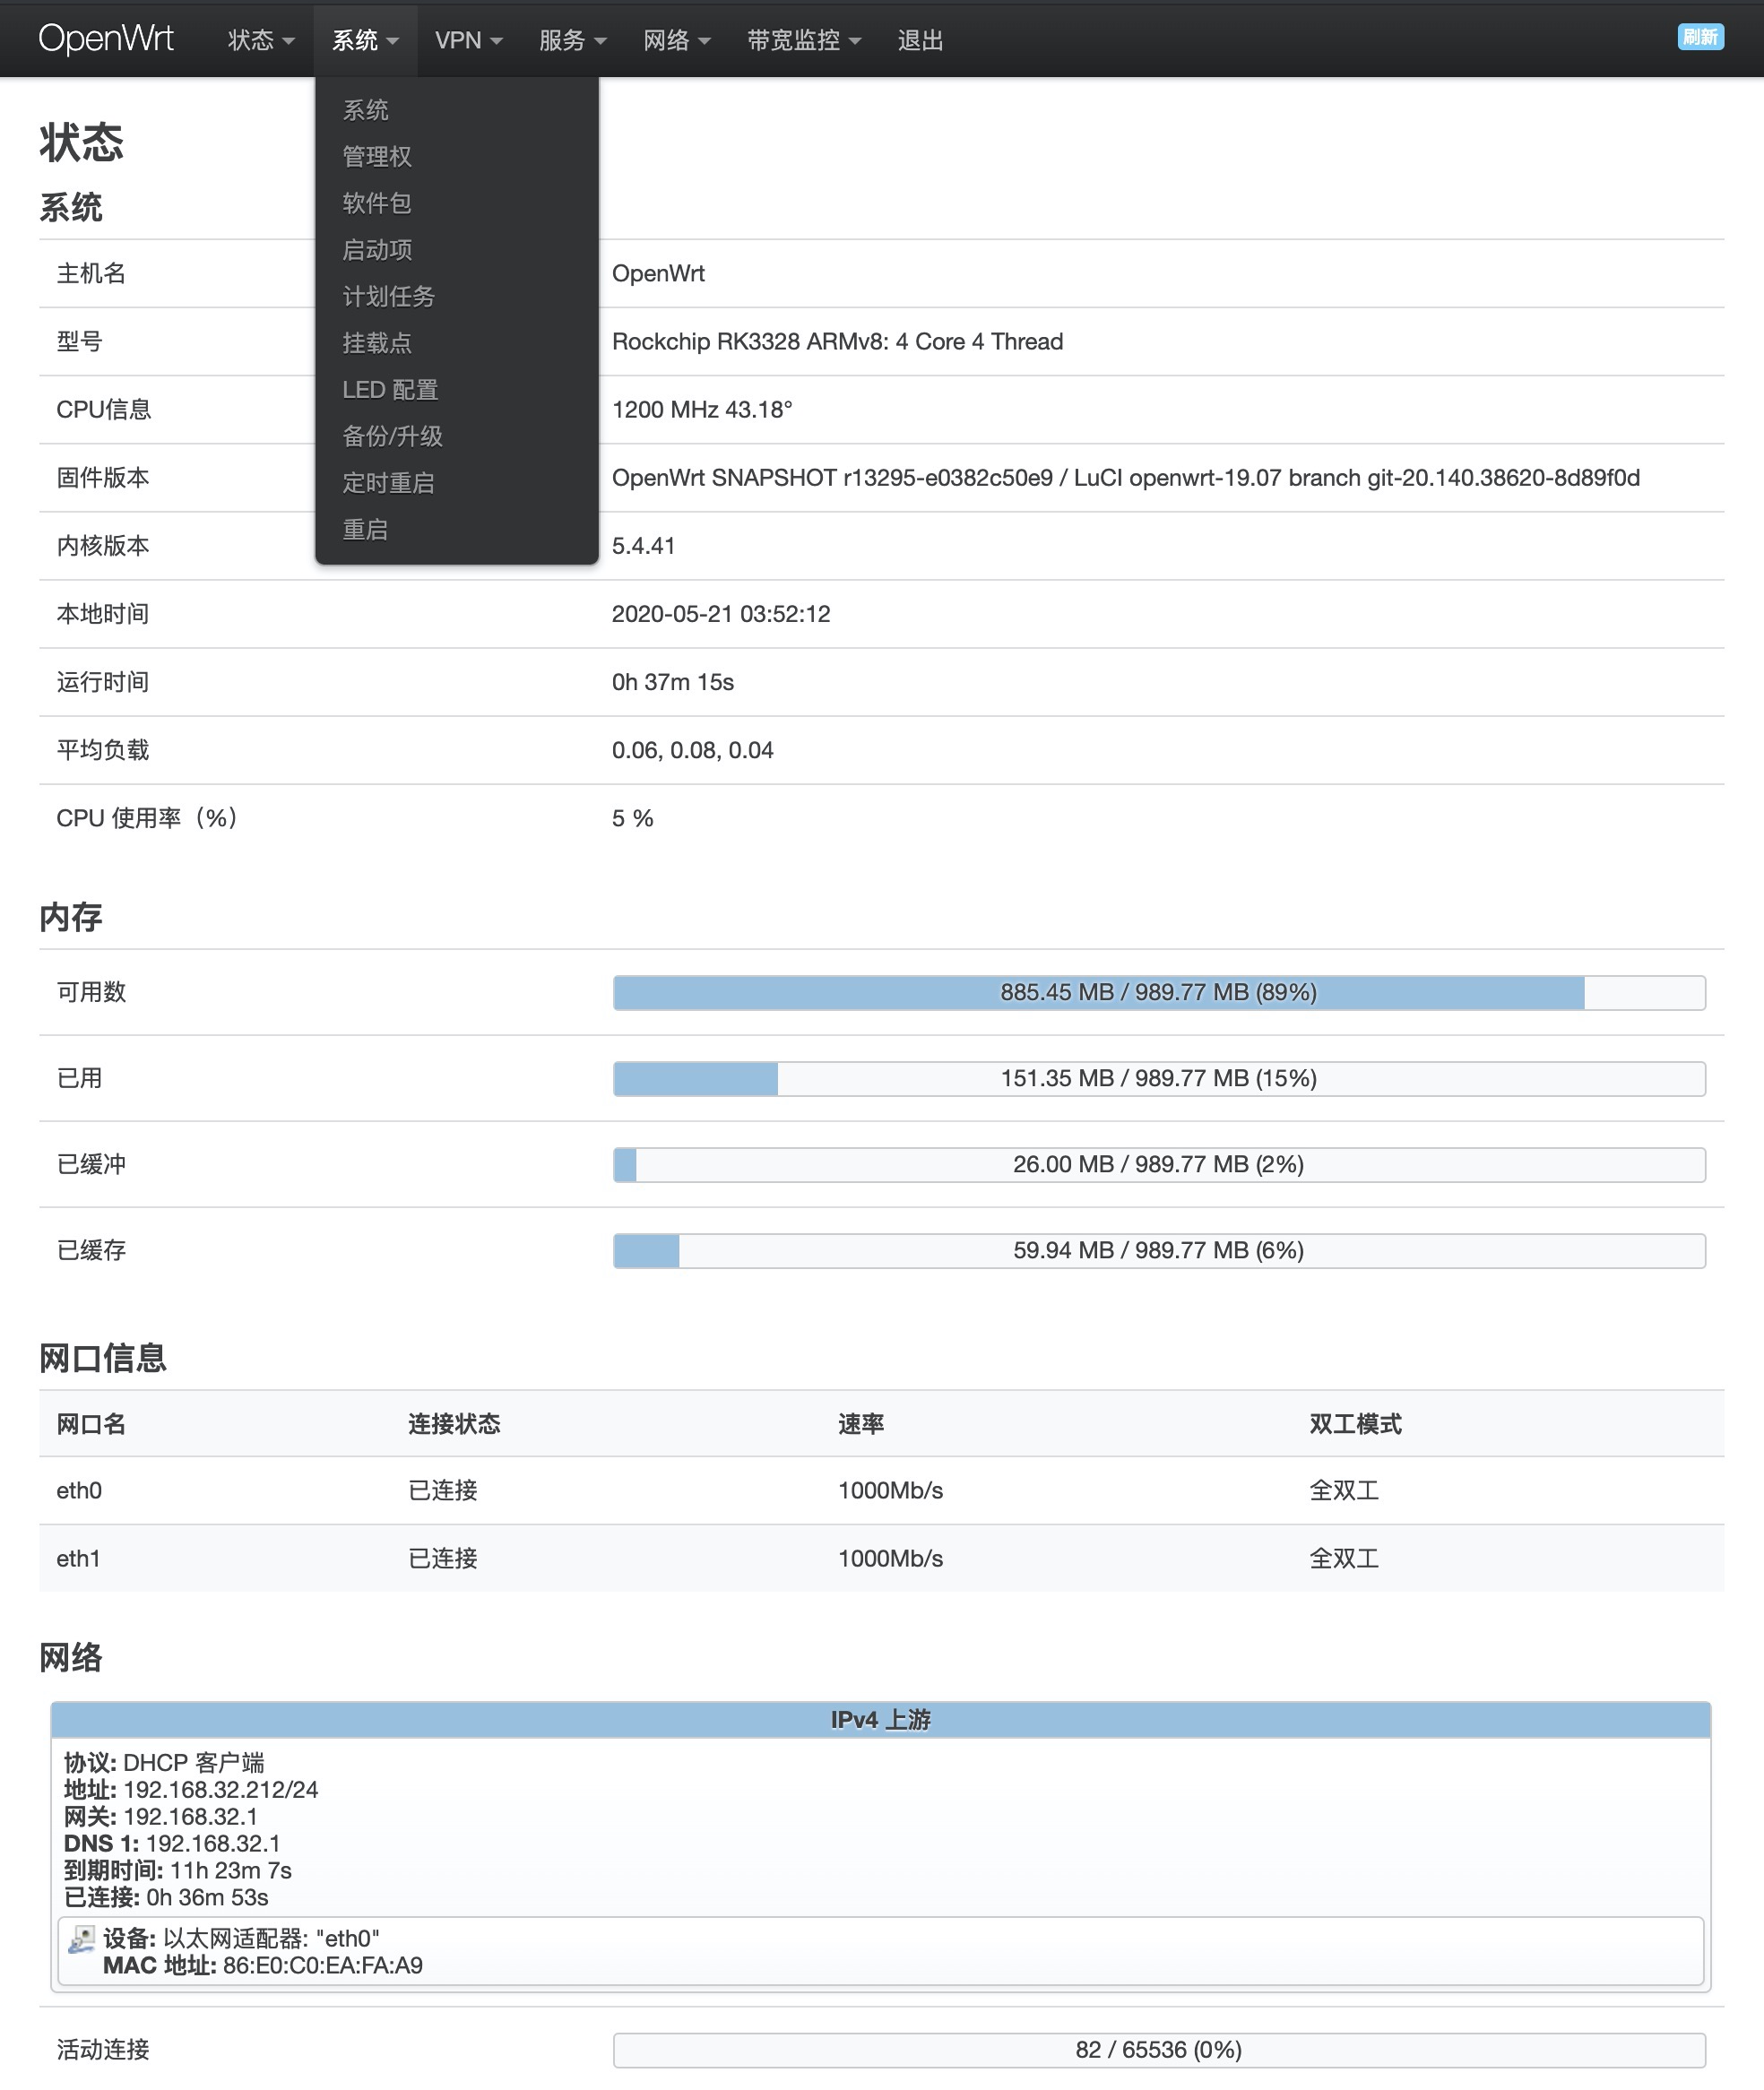 OpenWrt 状态 系统 VPN 服务 网络 带宽监控 退出 刷新
系统
管理权
软件包
启动项
计划任务
挂载点
LED 配置
备份/升级
定时重启
重启
状态
系统
主机名 OpenWrt
型号 Rockchip RK3328 ARMv8: 4 Core 4 Thread
CPU信息 1200 MHz 43.18°
固件版本 OpenWrt SNAPSHOT r13295-e0382c50e9 / LuCI openwrt-19.07 branch git-20.140.38620-8d89f0d
内核版本 5.4.41
本地时间 2020-05-21 03:52:12
运行时间 0h 37m 15s
平均负载 0.06, 0.08, 0.04
CPU 使用率（%） 5 %
内存
可用数 885.45 MB / 989.77 MB (89%)
已用 151.35 MB / 989.77 MB (15%)
已缓冲 26.00 MB / 989.77 MB (2%)
已缓存 59.94 MB / 989.77 MB (6%)
网口信息
网口名 连接状态 速率 双工模式
eth0 已连接 1000Mb/s 全双工
eth1 已连接 1000Mb/s 全双工
网络
IPv4 上游
协议: DHCP 客户端
地址: 192.168.32.212/24
网关: 192.168.32.1
DNS 1: 192.168.32.1
到期时间: 11h 23m 7s
已连接: 0h 36m 53s
设备: 以太网适配器: "eth0"
MAC 地址: 86:E0:C0:EA:FA:A9
活动连接 82 / 65536 (0%)